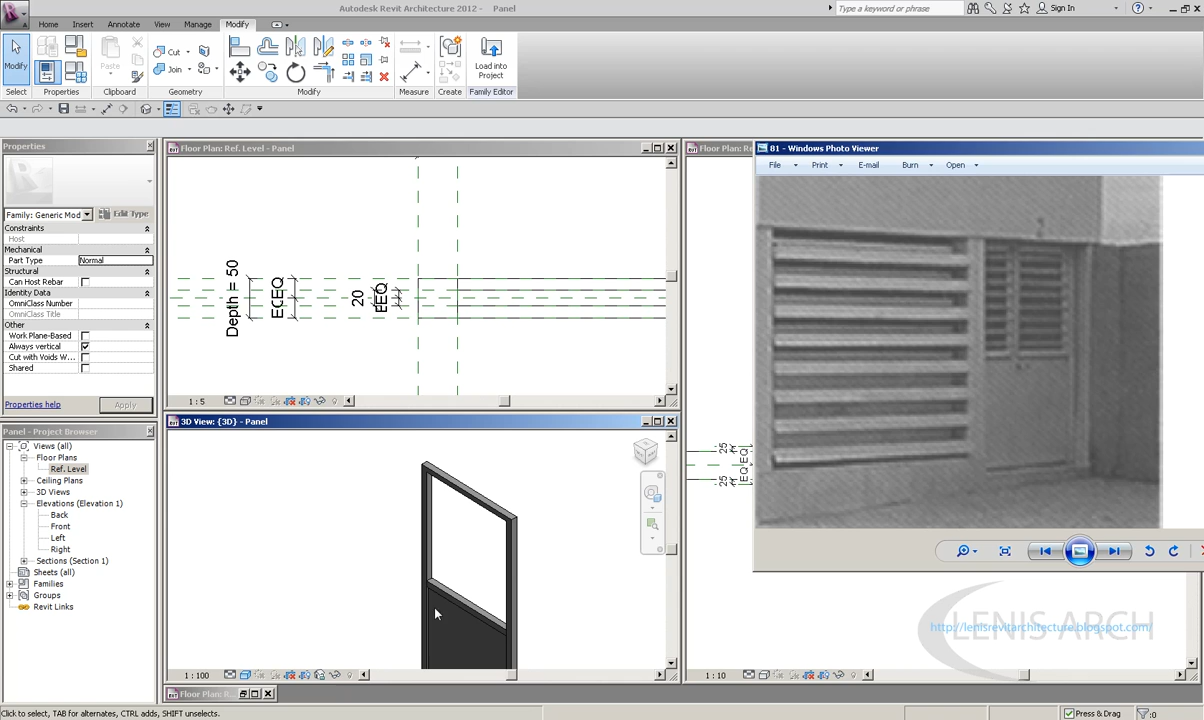 Autodesk Revit Architecture 2012 - Panel
Type a keyword or phrase
Sign In
Home Insert Annotate View Manage Modify
Modify
Paste
Cut
Join
Load into
Project
Select Properties Clipboard Geometry Modify Measure Create Family Editor
Properties
Family: Generic Mod
Edit Type
Constraints
Host
Mechanical
Part Type Normal
Structural
Can Host Rebar
Identity Data
OmniClass Number
OmniClass Title
Other
Work Plane-Based
Always vertical
Cut with Voids W...
Shared
Properties help
Apply
Panel - Project Browser
Views (all)
Floor Plans
Ref. Level
Ceiling Plans
3D Views
Elevations (Elevation 1)
Back
Front
Left
Right
Sections (Section 1)
Sheets (all)
Families
Groups
Revit Links
Floor Plan: Ref. Level - Panel
Depth = 50
20
1 : 5
3D View: {3D} - Panel
1 : 100
Floor Plan: R...
Floor Plan: Re
25
EQ EQ
25
1 : 10
81 - Windows Photo Viewer
File Print E-mail Burn Open
LENIS ARCH
http://lenisrevitarchitecture.blogspot.com/
Click to select, TAB for alternates, CTRL adds, SHIFT unselects.
Press & Drag
:0